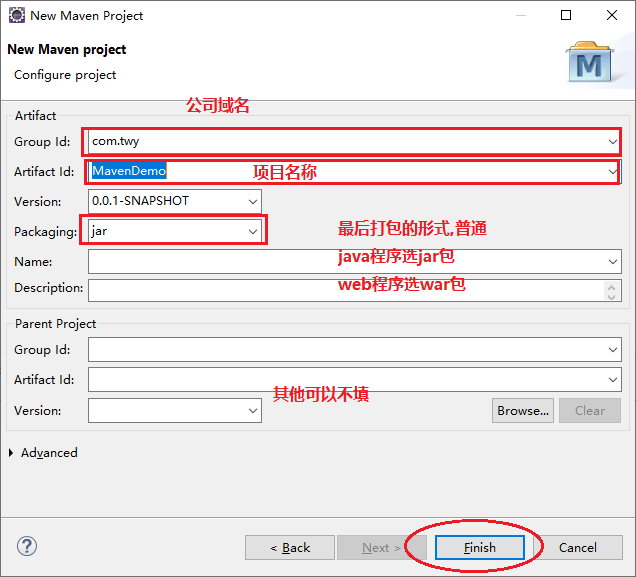 New Maven Project
New Maven project
Configure project
M
公司域名
Artifact
Group Id: com.twy
Artifact Id: MavenDemo 项目名称
Version: 0.0.1-SNAPSHOT
Packaging: jar
最后打包的形式,普通
java程序选jar包
web程序选war包
Name:
Description:
Parent Project
Group Id:
Artifact Id:
其他可以不填
Version: Browse... Clear
Advanced
? < Back Next > Finish Cancel